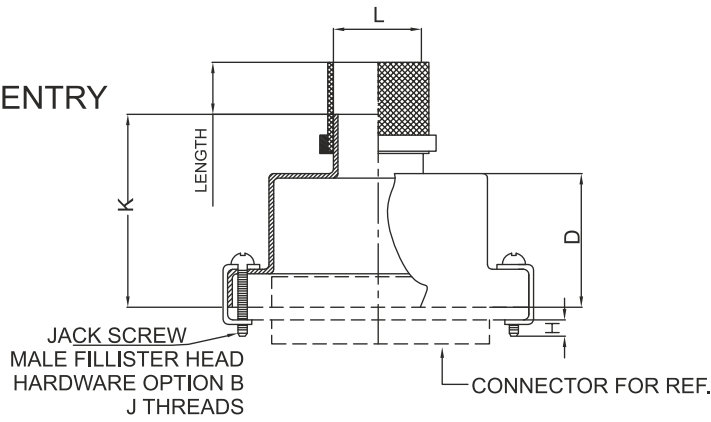 L
ENTRY
LENGTH
K
D
H
JACK SCREW
MALE FILLISTER HEAD
HARDWARE OPTION B
J THREADS
CONNECTOR FOR REF.